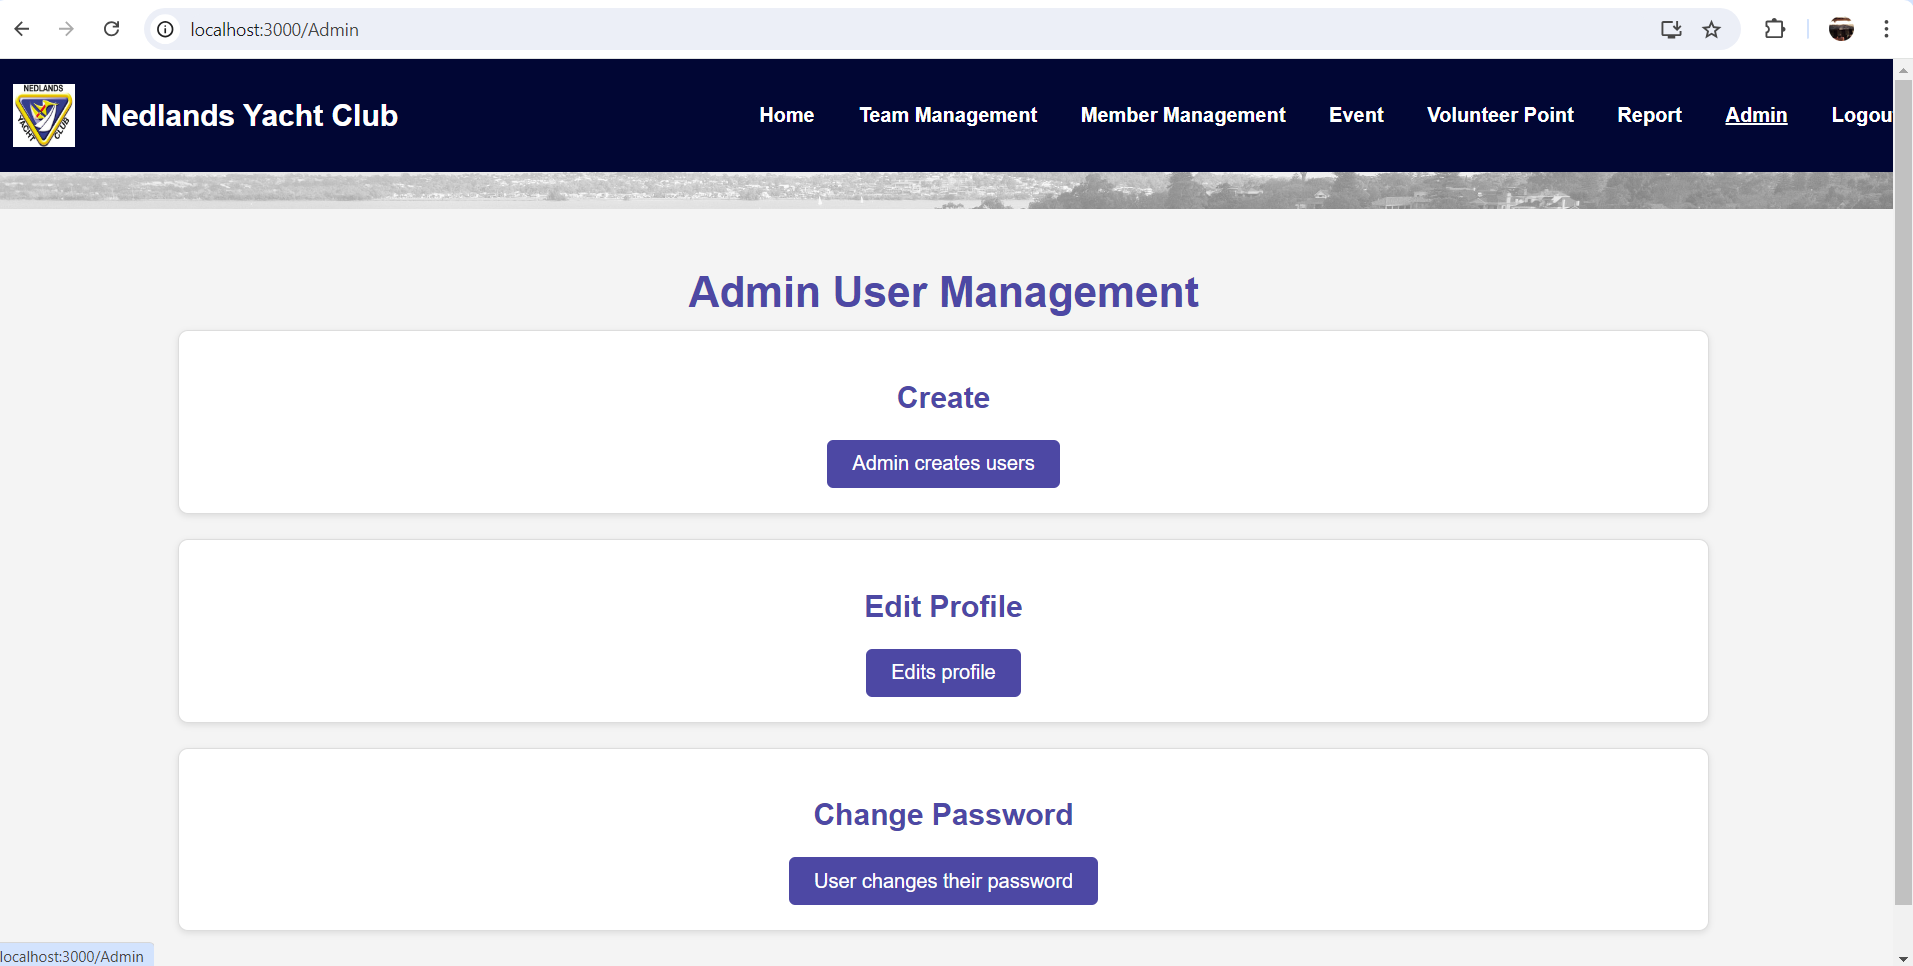 localhost:3000/Admin
NEDLANDS
YACHT CLUB
Nedlands Yacht Club
Home Team Management Member Management Event Volunteer Point Report Admin Logou
Admin User Management
Create
Admin creates users
Edit Profile
Edits profile
Change Password
User changes their password
localhost:3000/Admin